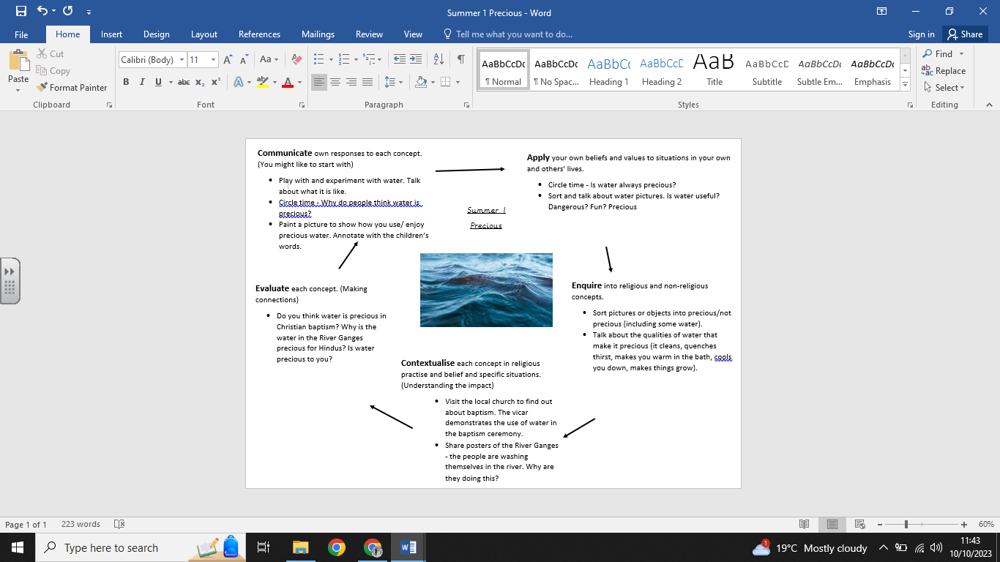 Summer 1 Precious - Word
File Home Insert Design Layout References Mailings Review View Tell me what you want to do... Sign in Share
Paste
Cut
Copy
Format Painter
Clipboard
Calibri (Body) 11
B I U abc X₂ X²
Font
Paragraph
AaBbCcDc AaBbCcDc AaBbCc AaBbCcD AaB AaBbCcD AaBbCcDc AaBbCcDc
¶ Normal ¶ No Spac... Heading 1 Heading 2 Title Subtitle Subtle Em... Emphasis
Styles
Find
Replace
Select
Editing
Communicate own responses to each concept.
(You might like to start with)
• Play with and experiment with water. Talk
about what it is like.
• Circle time - Why do people think water is
precious?
• Paint a picture to show how you use/ enjoy
precious water. Annotate with the children's
words.
Summer 1
Precious
Apply your own beliefs and values to situations in your own
and others' lives.
• Circle time - Is water always precious?
• Sort and talk about water pictures. Is water useful?
Dangerous? Fun? Precious
Enquire into religious and non-religious
concepts.
• Sort pictures or objects into precious/not
precious (including some water).
• Talk about the qualities of water that
make it precious (it cleans, quenches
thirst, makes you warm in the bath, cools
you down, makes things grow).
Contextualise each concept in religious
practise and belief and specific situations.
(Understanding the impact)
• Visit the local church to find out
about baptism. The vicar
demonstrates the use of water in
the baptism ceremony.
• Share posters of the River Ganges
- the people are washing
themselves in the river. Why are
they doing this?
Evaluate each concept. (Making
connections)
• Do you think water is precious in
Christian baptism? Why is the
water in the River Ganges
precious for Hindus? Is water
precious to you?
Page 1 of 1 223 words 60%
Type here to search
1 19°C Mostly cloudy
11:43
10/10/2023